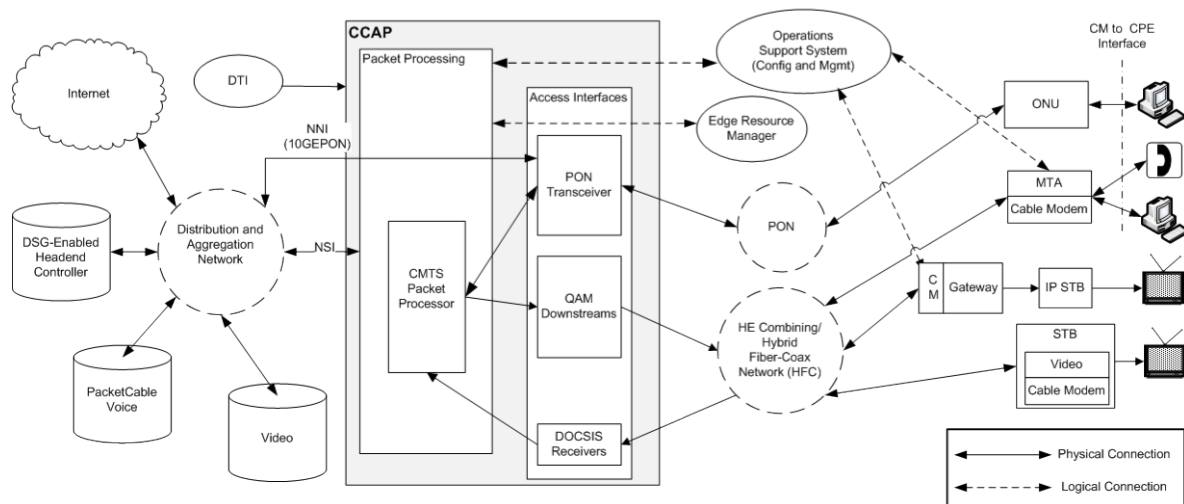 CCAP
Packet Processing
Operations
Support System
(Config and Mgmt)
CM to CPE
Interface
Internet
DTI
Access Interfaces
ONU
Edge Resource
Manager
NNI
(10GEPON)
PON
Transceiver
MTA
Cable Modem
PON
DSG-Enabled
Headend
Controller
Distribution and
Aggregation
Network
NSI
CMTS
Packet
Processor
QAM
Downstreams
C
M
Gateway
IP STB
HE Combining/
Hybrid
Fiber-Coax
Network (HFC)
STB
Video
Cable Modem
PacketCable
Voice
Video
DOCSIS
Receivers
Physical Connection
Logical Connection